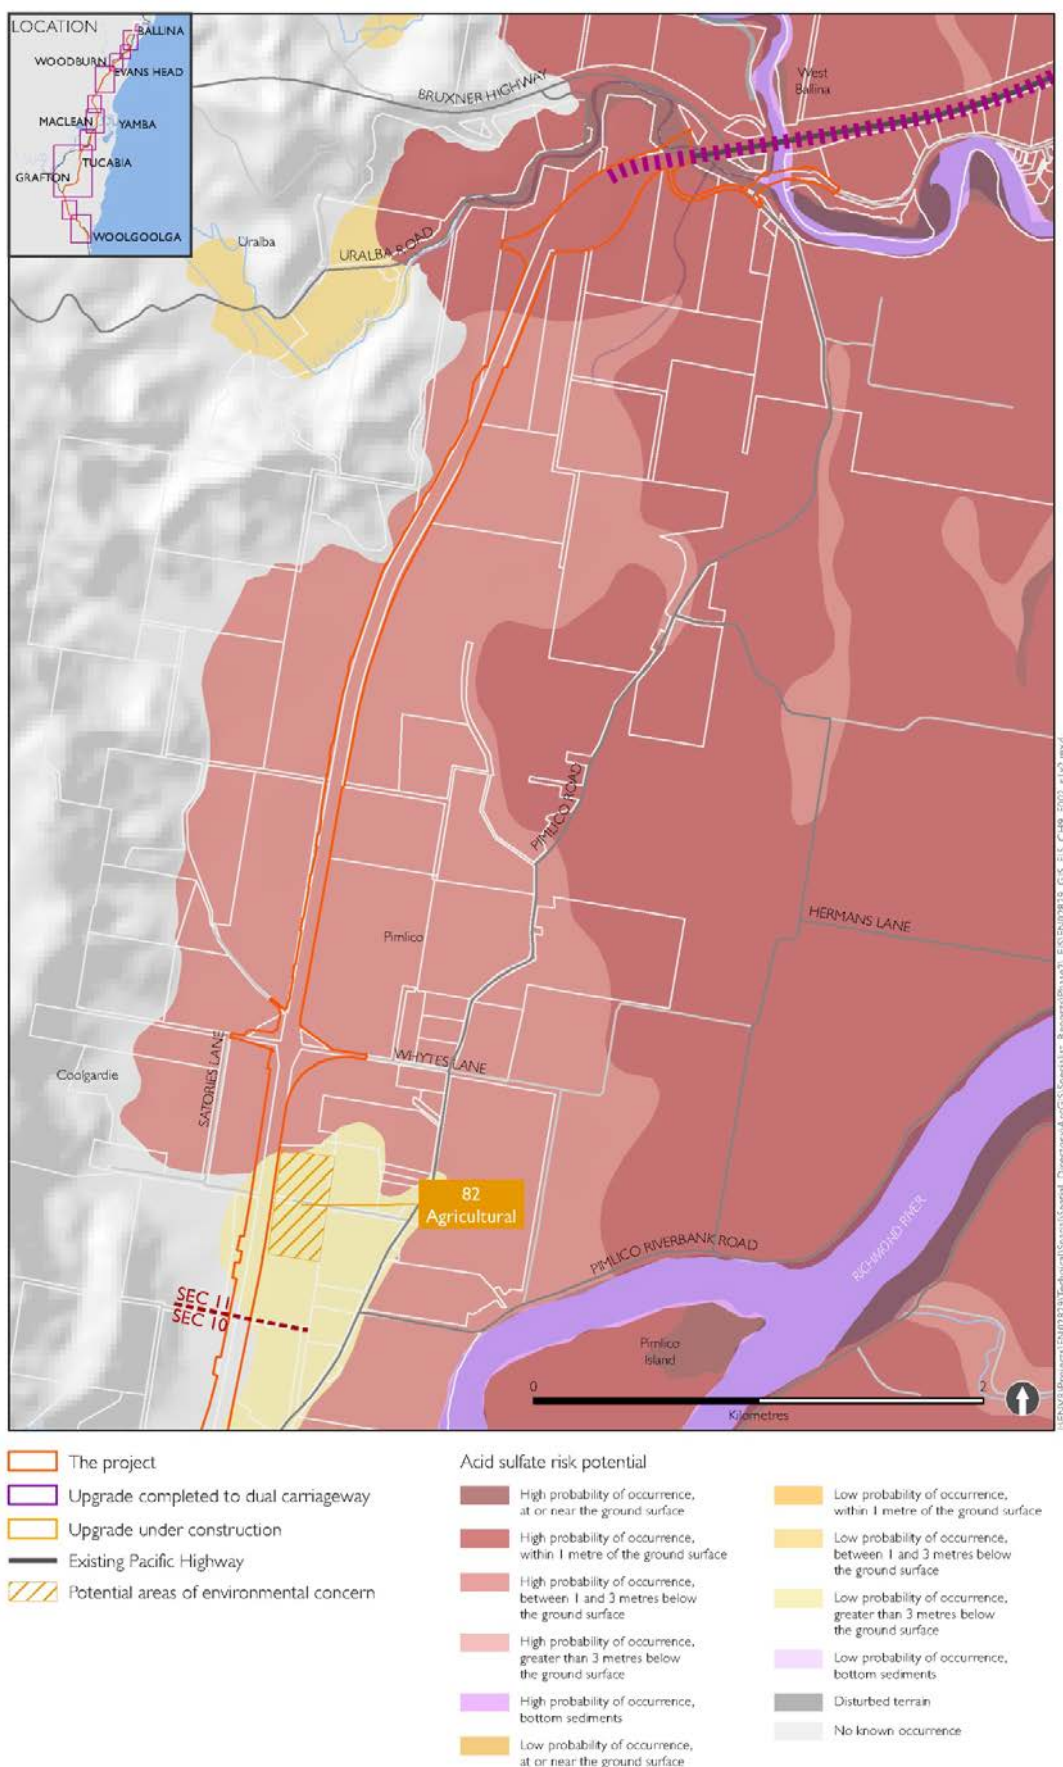 LOCATION
BALLINA
WOODBURN
EVANS HEAD
MACLEAN
YAMBA
TUCABIA
GRAFTON
WOOLGOOLGA
BRUXNER HIGHWAY
West
Ballina
Uralba
URALBA ROAD
PIMLICO ROAD
HERMANS LANE
Pimlico
WHYTES LANE
SATORIES LANE
Coolgardie
82
Agricultural
RICHMOND RIVER
PIMLICO RIVERBANK ROAD
SEC 11
SEC 10
Pimlico
Island
0
2
Kilometres
The project
Upgrade completed to dual carriageway
Upgrade under construction
Existing Pacific Highway
Potential areas of environmental concern
Acid sulfate risk potential
High probability of occurrence,
at or near the ground surface
High probability of occurrence,
within 1 metre of the ground surface
High probability of occurrence,
between 1 and 3 metres below
the ground surface
High probability of occurrence,
greater than 3 metres below
the ground surface
High probability of occurrence,
bottom sediments
Low probability of occurrence,
at or near the ground surface
Low probability of occurrence,
within 1 metre of the ground surface
Low probability of occurrence,
between 1 and 3 metres below
the ground surface
Low probability of occurrence,
greater than 3 metres below
the ground surface
Low probability of occurrence,
bottom sediments
Disturbed terrain
No known occurrence